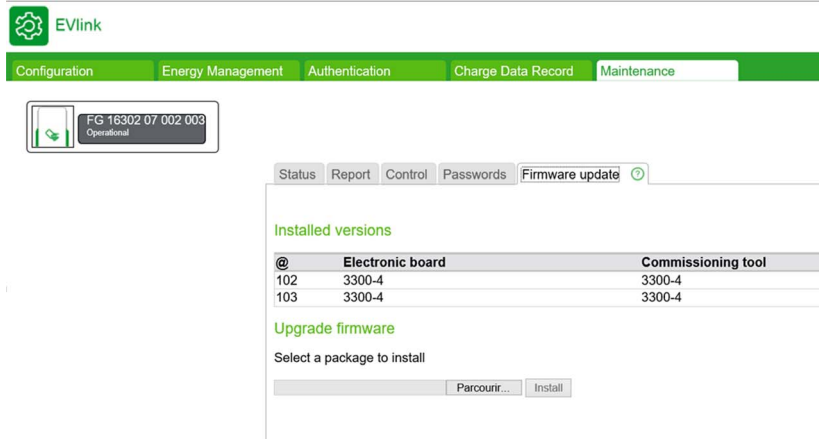 EVlink
Configuration Energy Management Authentication Charge Data Record Maintenance
FG 16302 07 002 003
Operational
Status Report Control Passwords Firmware update ?
Installed versions
@ Electronic board Commissioning tool
102 3300-4 3300-4
103 3300-4 3300-4
Upgrade firmware
Select a package to install
Parcourir... Install